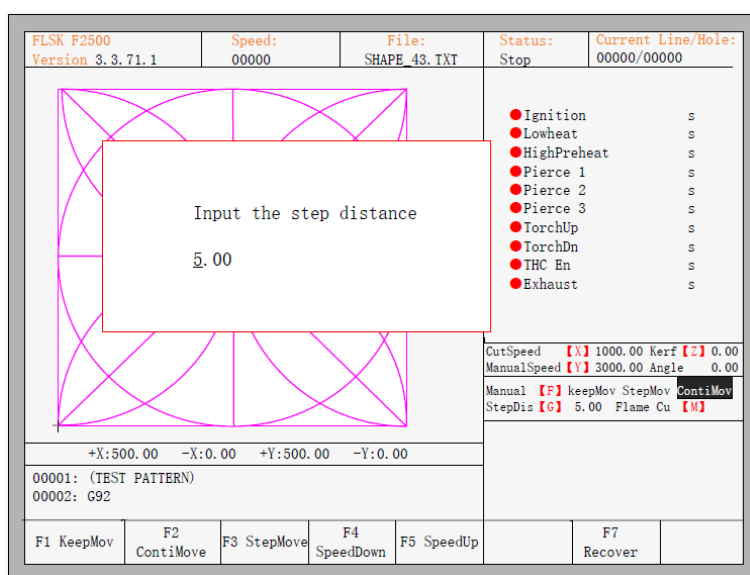 FLSK F2500
Version 3.3.71.1
Speed:
00000
File:
SHAPE_43.TXT
Status:
Stop
Current Line/Hole:
00000/00000
Ignition s
Lowheat s
HighPreheat s
Pierce 1 s
Pierce 2 s
Pierce 3 s
TorchUp s
TorchDn s
THC En s
Exhaust s
Input the step distance
5.00
CutSpeed 【X】 1000.00 Kerf【Z】 0.00
ManualSpeed【Y】 3000.00 Angle 0.00
Manual 【F】 keepMov StepMov ContiMov
StepDis【G】 5.00 Flame Cu 【M】
+X:500.00 -X:0.00 +Y:500.00 -Y:0.00
00001: (TEST PATTERN)
00002: G92
F1 KeepMov
F2
ContiMove
F3 StepMove
F4
SpeedDown
F5 SpeedUp
F7
Recover